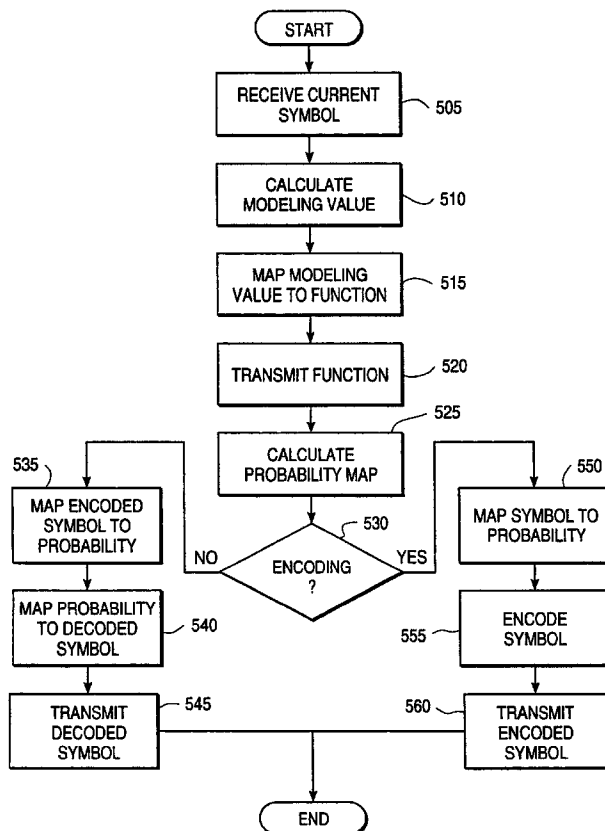 START
RECEIVE CURRENT
SYMBOL
505
CALCULATE
MODELING VALUE
510
MAP MODELING
VALUE TO FUNCTION
515
TRANSMIT FUNCTION
520
525
CALCULATE
PROBABILITY MAP
530
ENCODING
?
NO
YES
535
MAP ENCODED
SYMBOL TO
PROBABILITY
MAP PROBABILITY
TO DECODED
SYMBOL
540
TRANSMIT
DECODED
SYMBOL
545
550
MAP SYMBOL TO
PROBABILITY
ENCODE
SYMBOL
555
560
TRANSMIT
ENCODED
SYMBOL
END